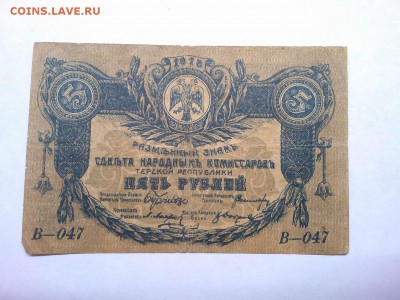 COINS.LAVE.RU
1918
5 5
РАЗМѢННЫЙ ЗНАКЪ
СОВѢТА НАРОДНЫХЪ КОМИССАРОВЪ
ТЕРСКОЙ РЕСПУБЛИКИ
ПЯТЬ РУБЛЕЙ
В—047 В—047